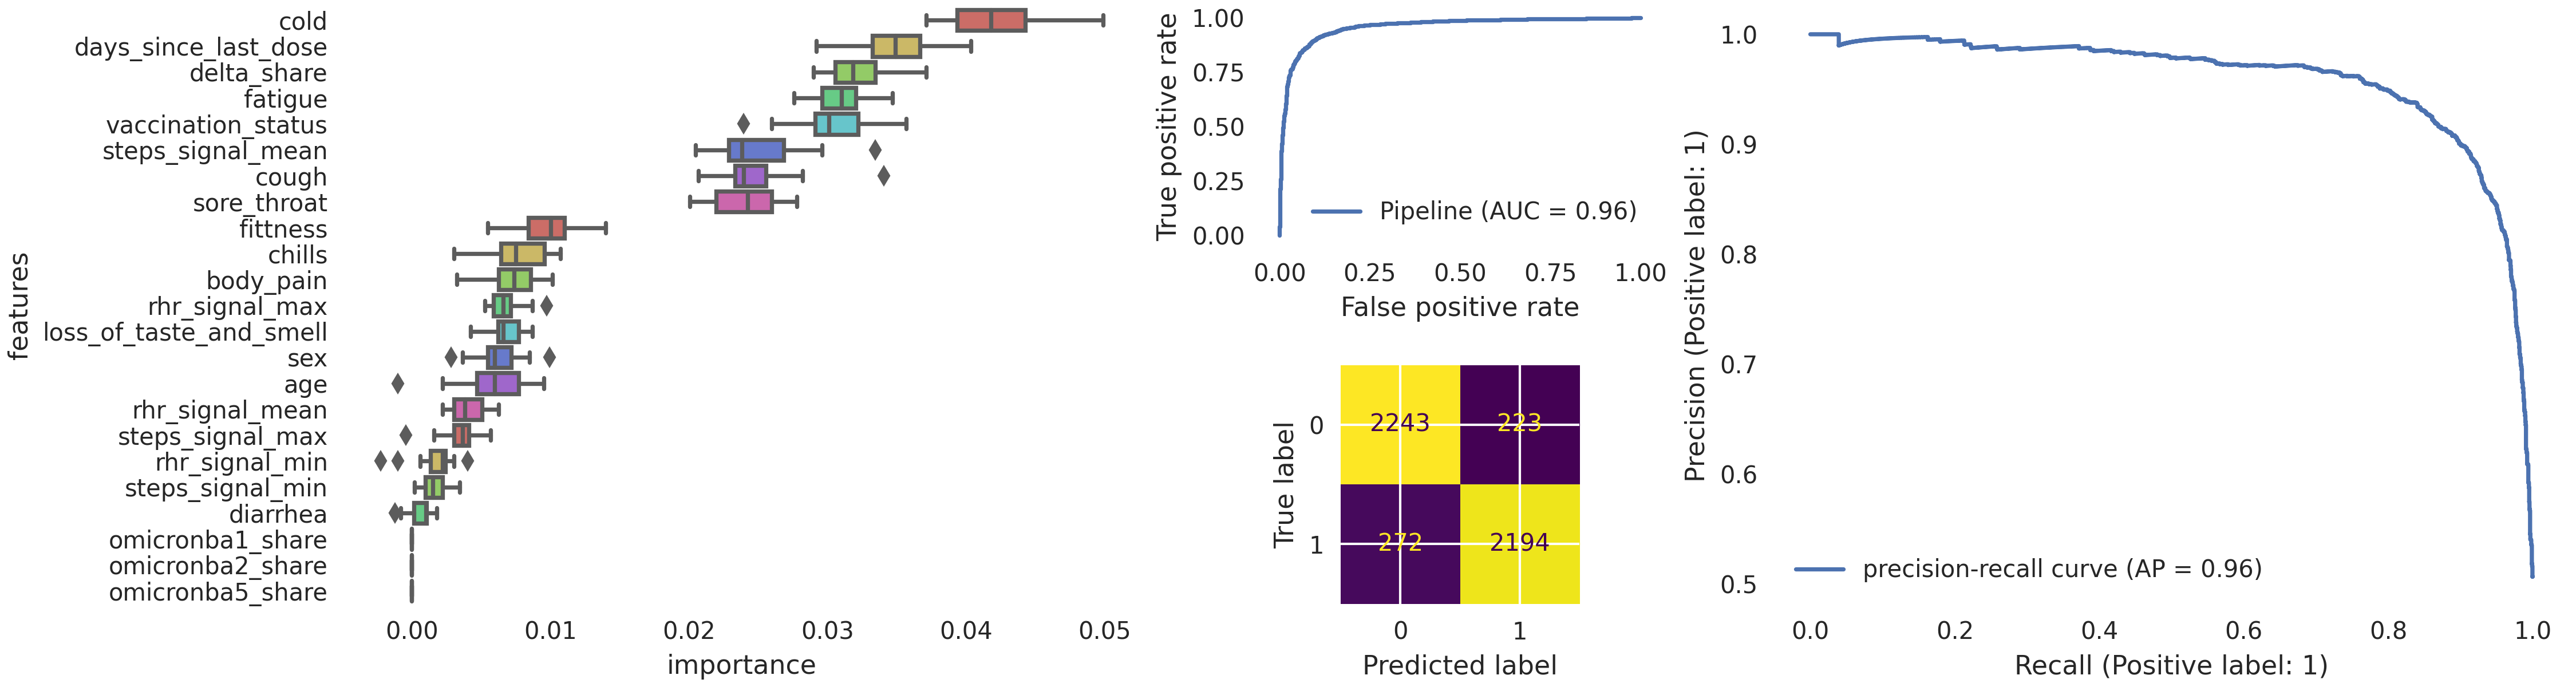 features
cold
days_since_last_dose
delta_share
fatigue
vaccination_status
steps_signal_mean
cough
sore_throat
fittness
chills
body_pain
rhr_signal_max
loss_of_taste_and_smell
sex
age
rhr_signal_mean
steps_signal_max
rhr_signal_min
steps_signal_min
diarrhea
omicronba1_share
omicronba2_share
omicronba5_share
0.00 0.01 0.02 0.03 0.04 0.05
importance
True positive rate
1.00
0.75
0.50
0.25
0.00
Pipeline (AUC = 0.96)
0.00 0.25 0.50 0.75 1.00
False positive rate
True label
0
1
2243 223
272 2194
0 1
Predicted label
Precision (Positive label: 1)
1.0
0.9
0.8
0.7
0.6
0.5
precision-recall curve (AP = 0.96)
0.0 0.2 0.4 0.6 0.8 1.0
Recall (Positive label: 1)